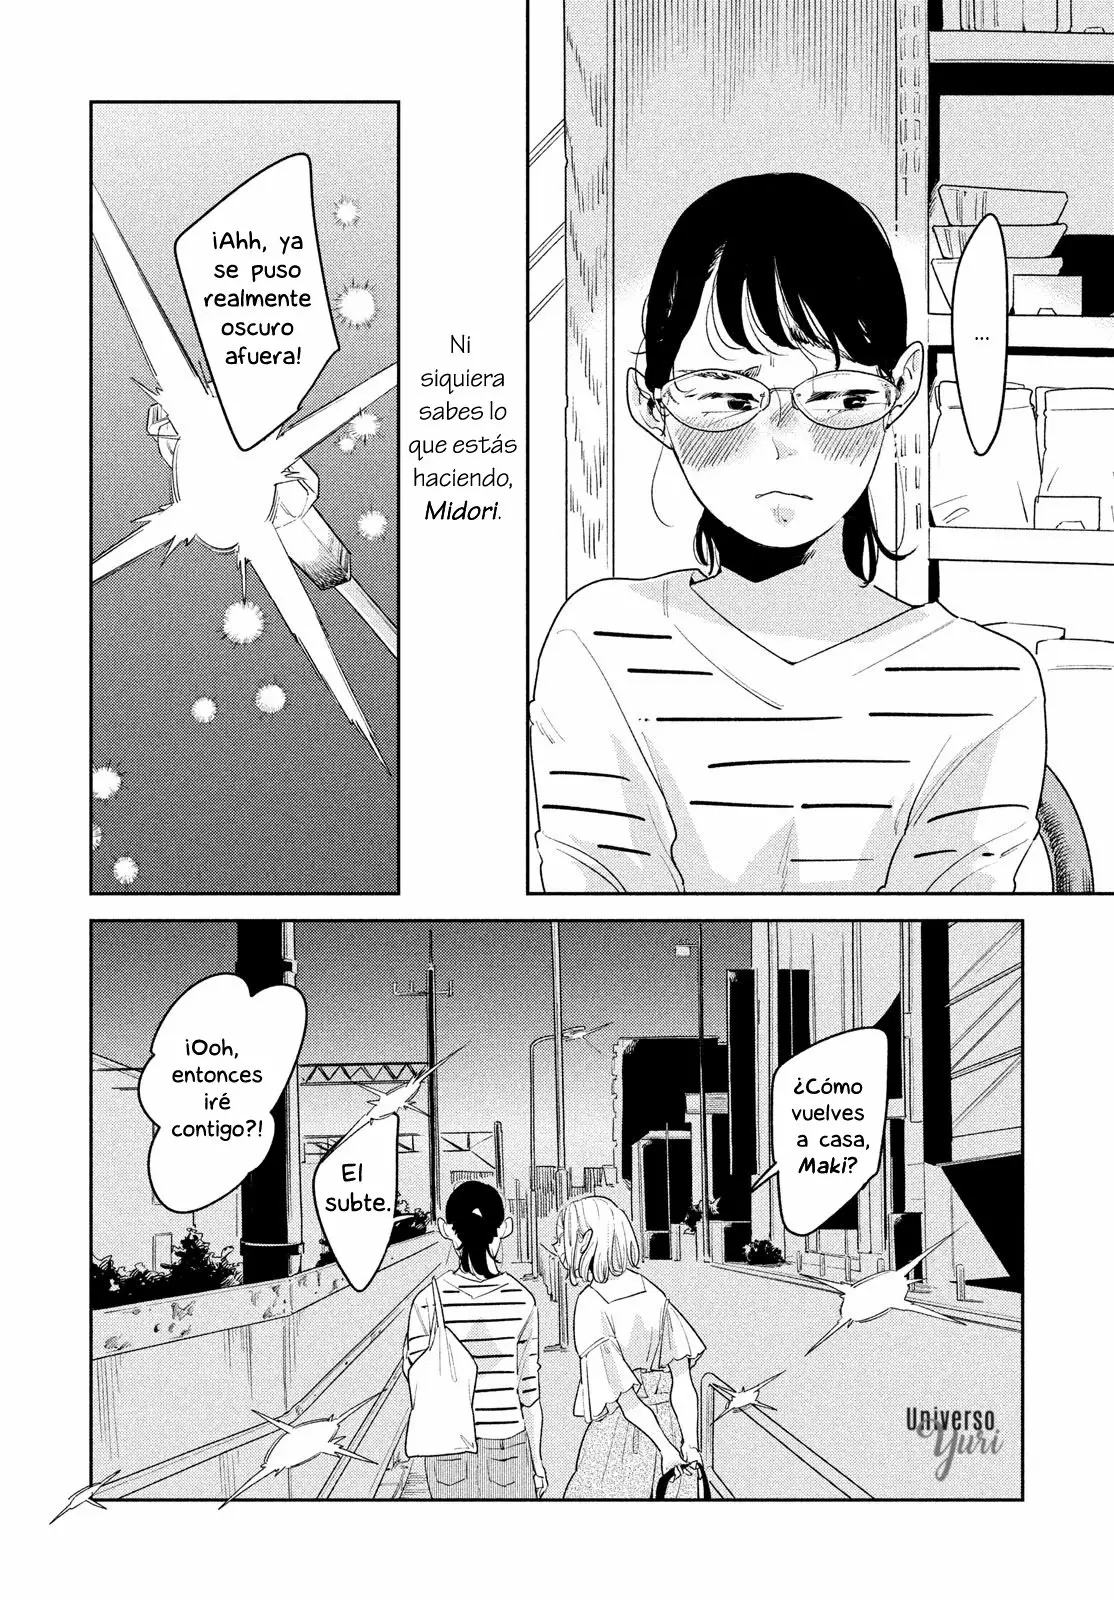 ...
Ni
siquiera
sabes lo
que estás
haciendo,
Midori.
¡Ahh, ya
se puso
realmente
oscuro
afuera!
¿Cómo
vuelves
a casa,
Maki?
El
subte.
¡Ooh,
entonces
iré
contigo?!
Universo
Yuri